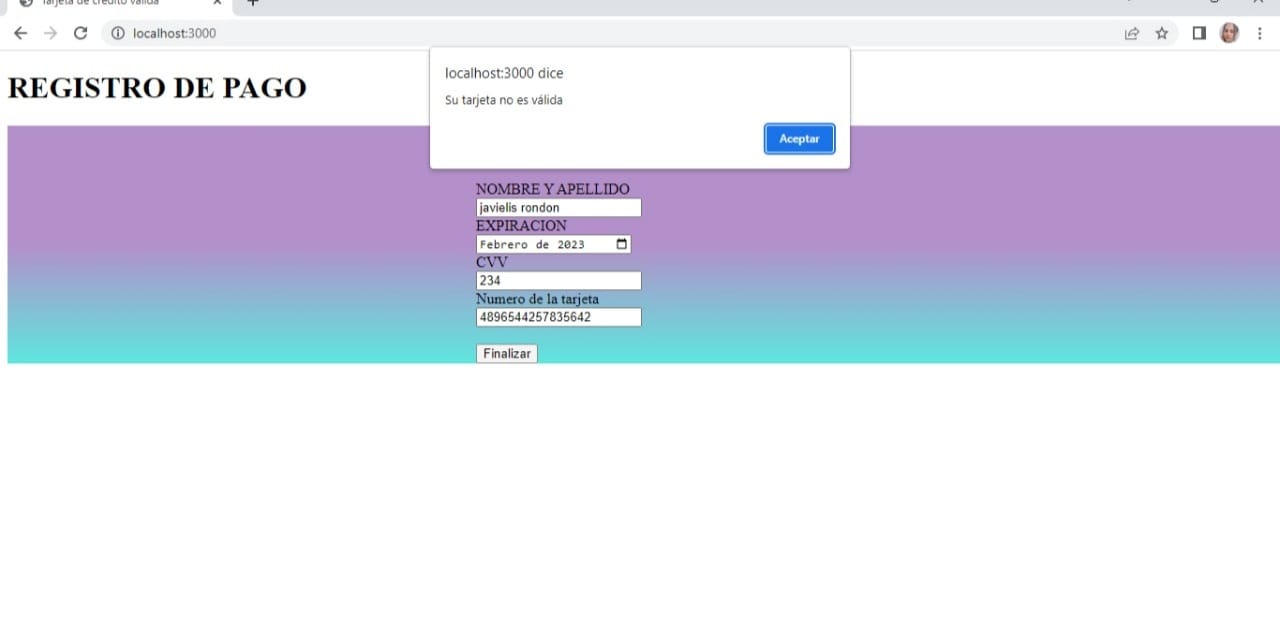 Tarjeta de crédito válida
localhost:3000
localhost:3000 dice
Su tarjeta no es válida
Aceptar
REGISTRO DE PAGO
NOMBRE Y APELLIDO
javielis rondon
EXPIRACION
Febrero de 2023
CVV
234
Numero de la tarjeta
4896544257835642
Finalizar